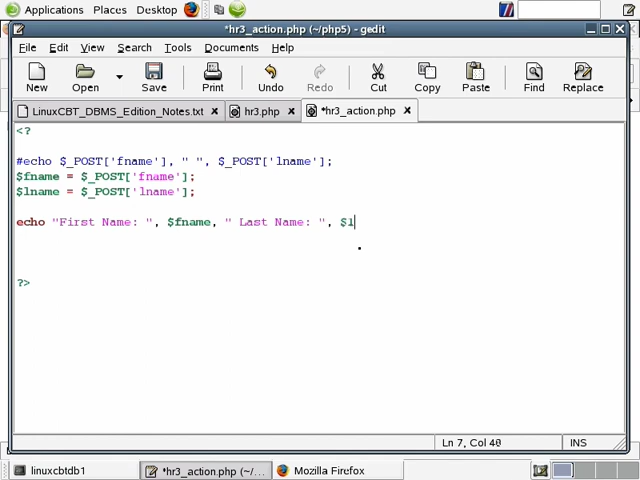 Applications Places Desktop
*hr3_action.php (~/php5) - gedit
File Edit View Search Tools Documents Help
New Open Save Print Undo Redo Cut Copy Paste Find Replace
LinuxCBT_DBMS_Edition_Notes.txt hr3.php *hr3_action.php
<?
#echo $_POST['fname'], " ", $_POST['lname'];
$fname = $_POST['fname'];
$lname = $_POST['lname'];
echo "First Name: ", $fname, " Last Name: ", $l
?>
Ln 7, Col 40 INS
linuxcbtdb1 *hr3_action.php (~/... Mozilla Firefox